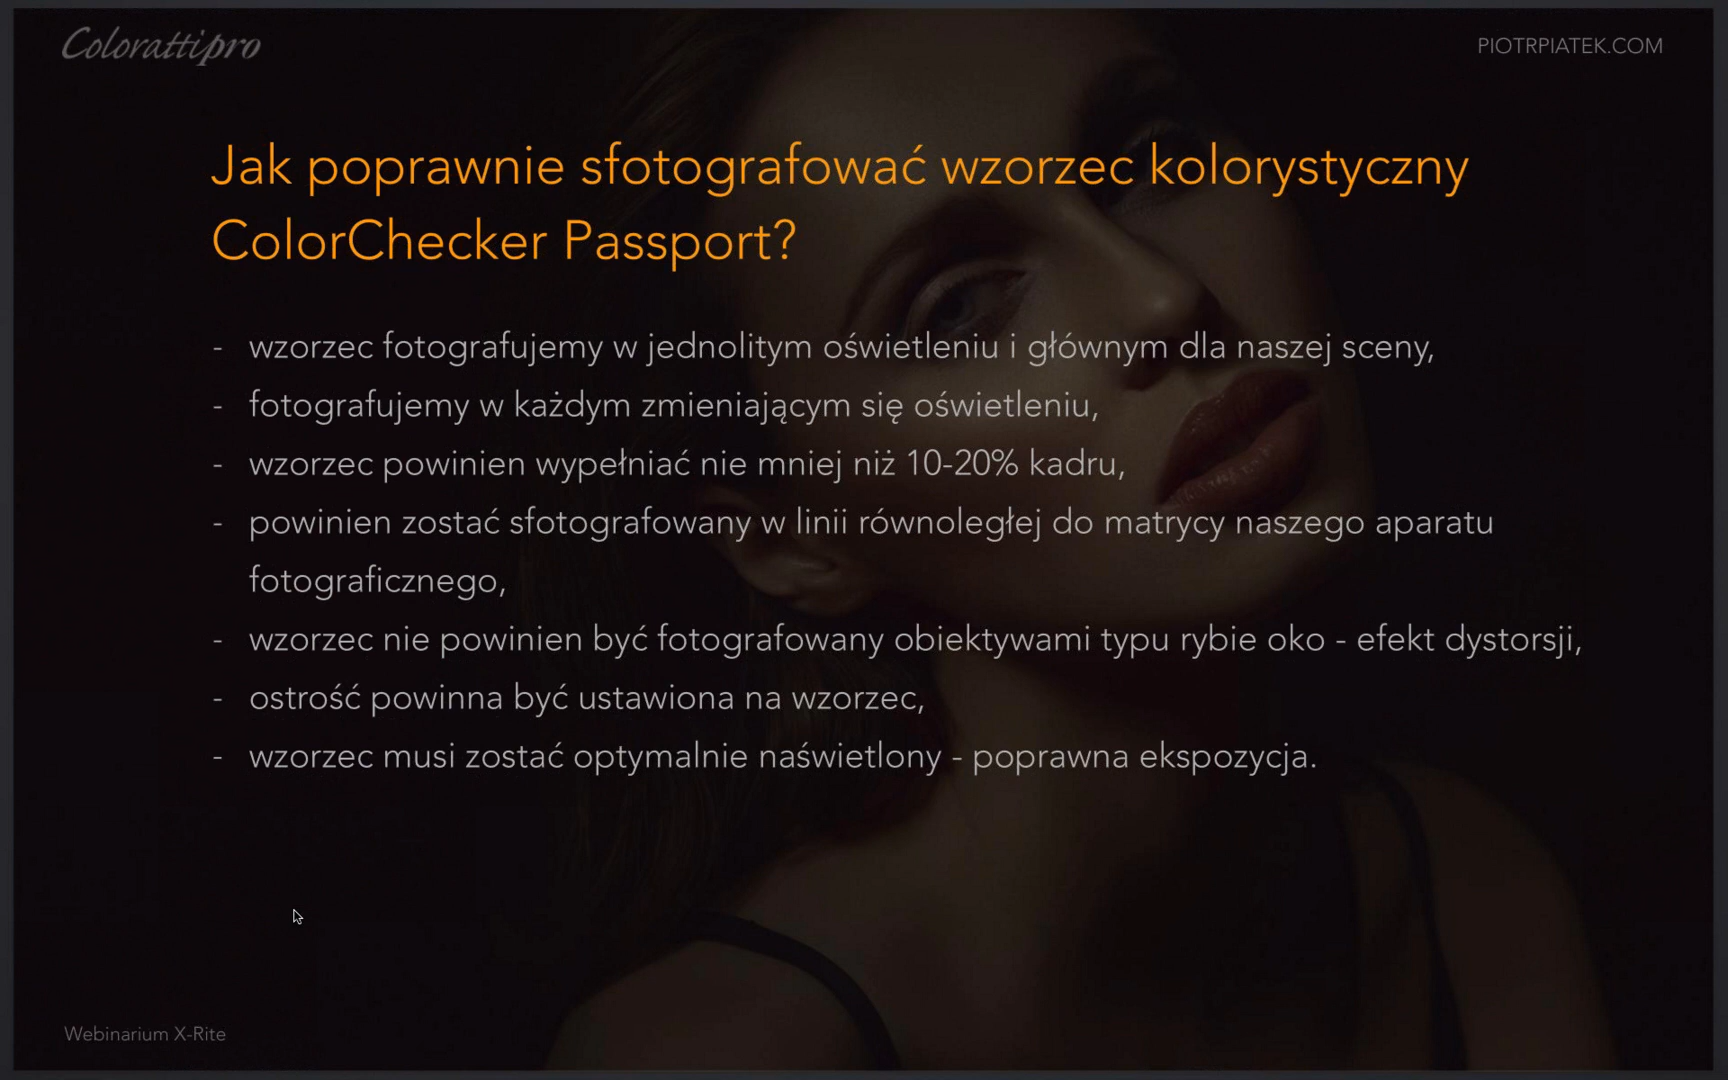 Colorattipro
PIOTRPIATEK.COM
Jak poprawnie sfotografować wzorzec kolorystyczny
ColorChecker Passport?
- wzorzec fotografujemy w jednolitym oświetleniu i głównym dla naszej sceny,
- fotografujemy w każdym zmieniającym się oświetleniu,
- wzorzec powinien wypełniać nie mniej niż 10-20% kadru,
- powinien zostać sfotografowany w linii równoległej do matrycy naszego aparatu
fotograficznego,
- wzorzec nie powinien być fotografowany obiektywami typu rybie oko - efekt dystorsji,
- ostrość powinna być ustawiona na wzorzec,
- wzorzec musi zostać optymalnie naświetlony - poprawna ekspozycja.
Webinarium X-Rite